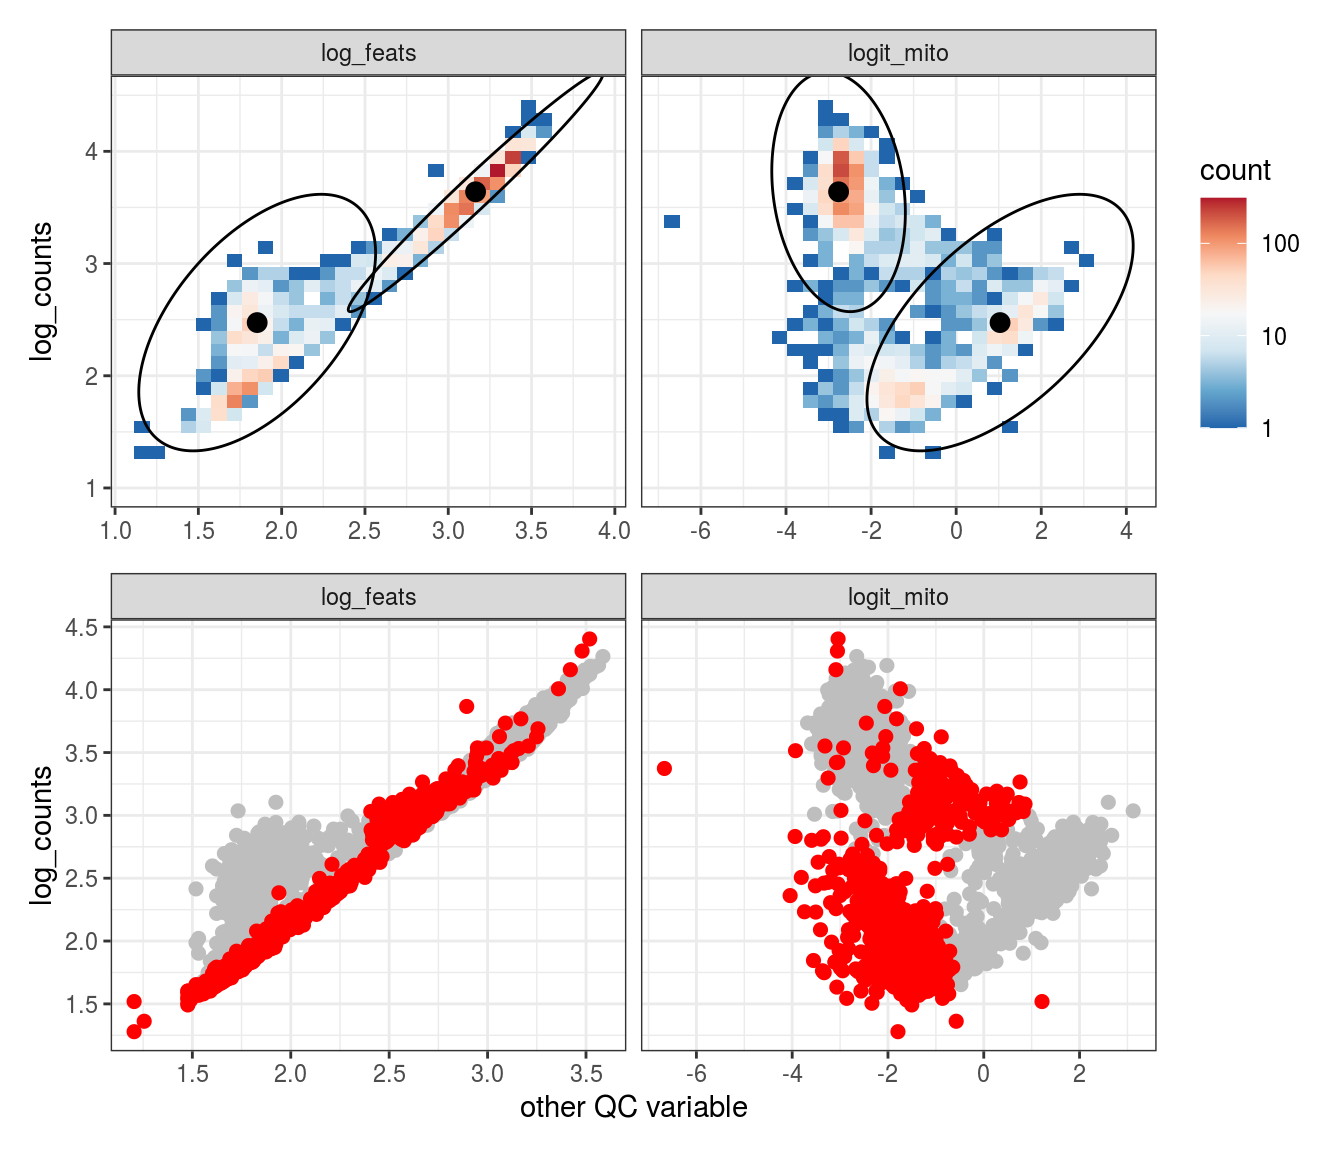 log_feats
logit_mito
log_counts
4
3
2
1
1.0 1.5 2.0 2.5 3.0 3.5 4.0
-6 -4 -2 0 2 4
count
100
10
1
log_feats
logit_mito
log_counts
4.5
4.0
3.5
3.0
2.5
2.0
1.5
1.5 2.0 2.5 3.0 3.5
-6 -4 -2 0 2
other QC variable